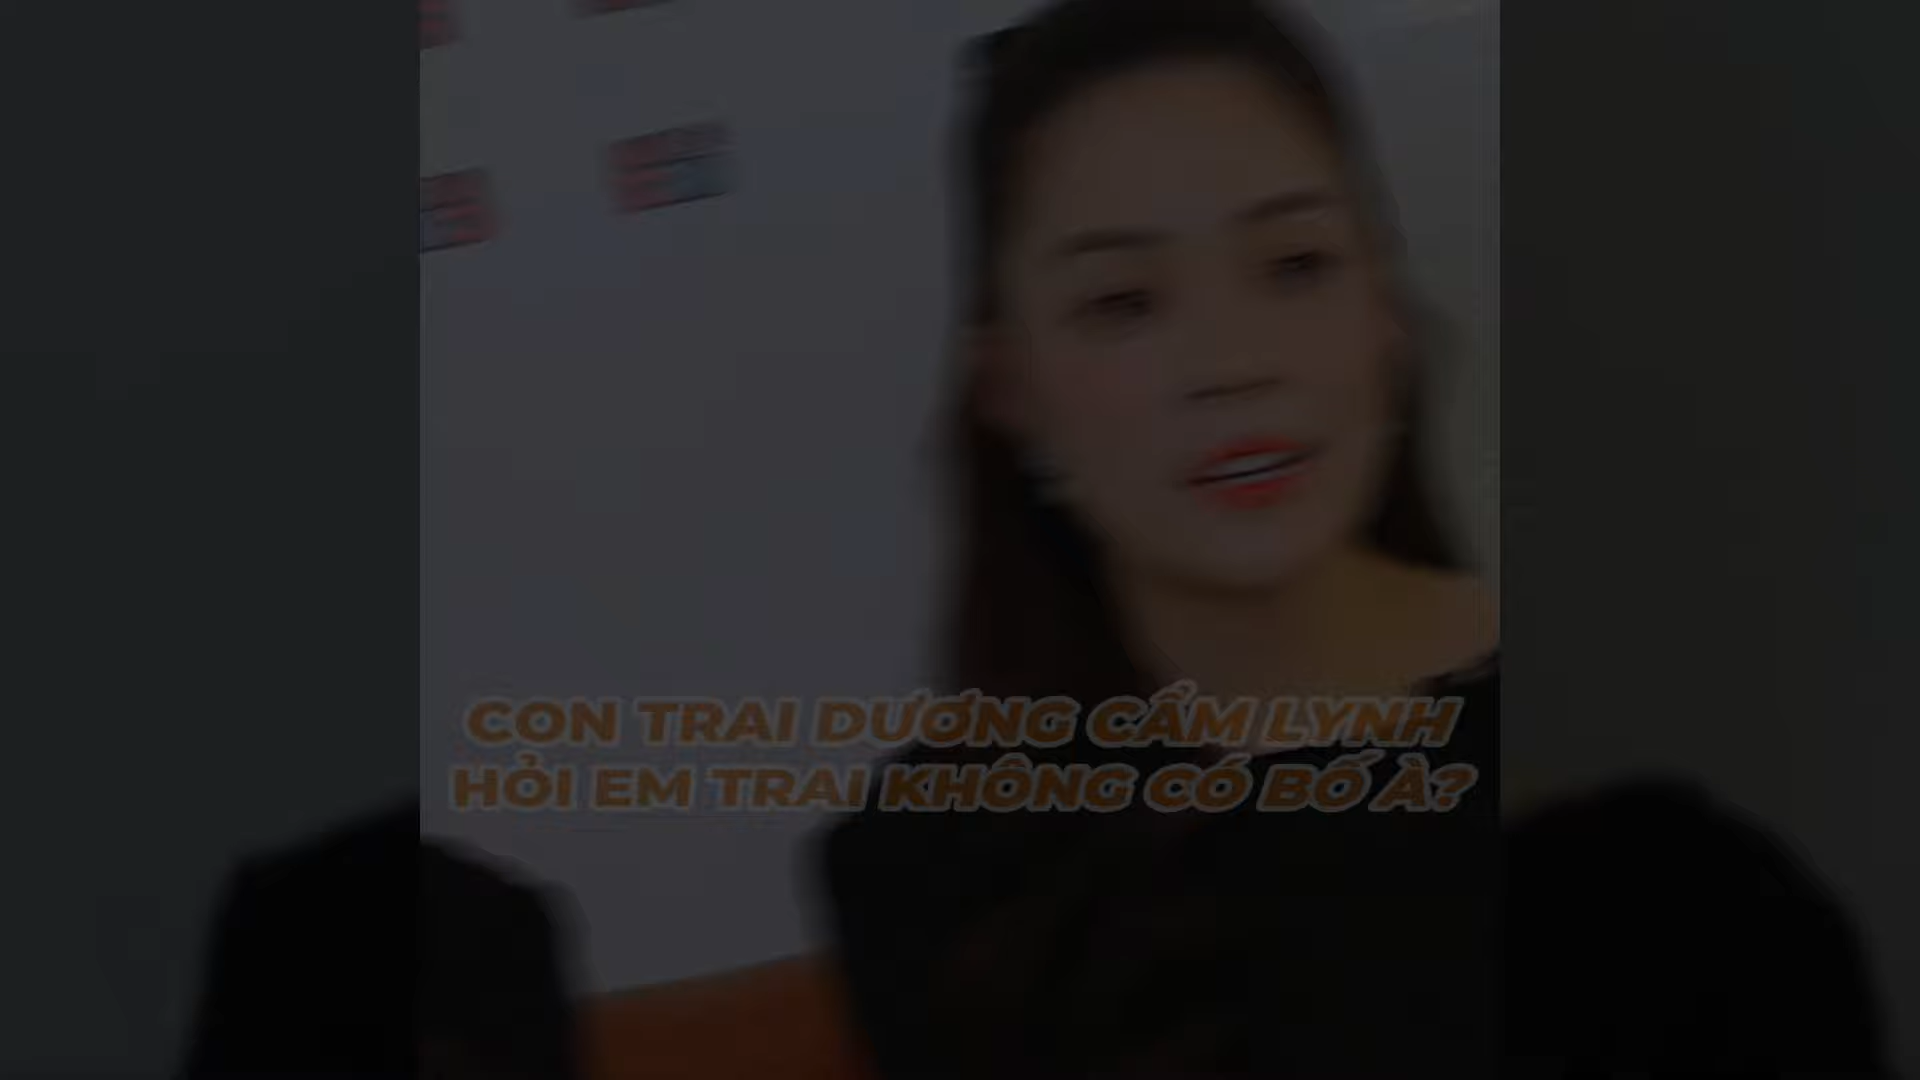 CON TRAI DƯƠNG CẨM LYNH
HỎI EM TRAI KHÔNG CÓ BỐ À?